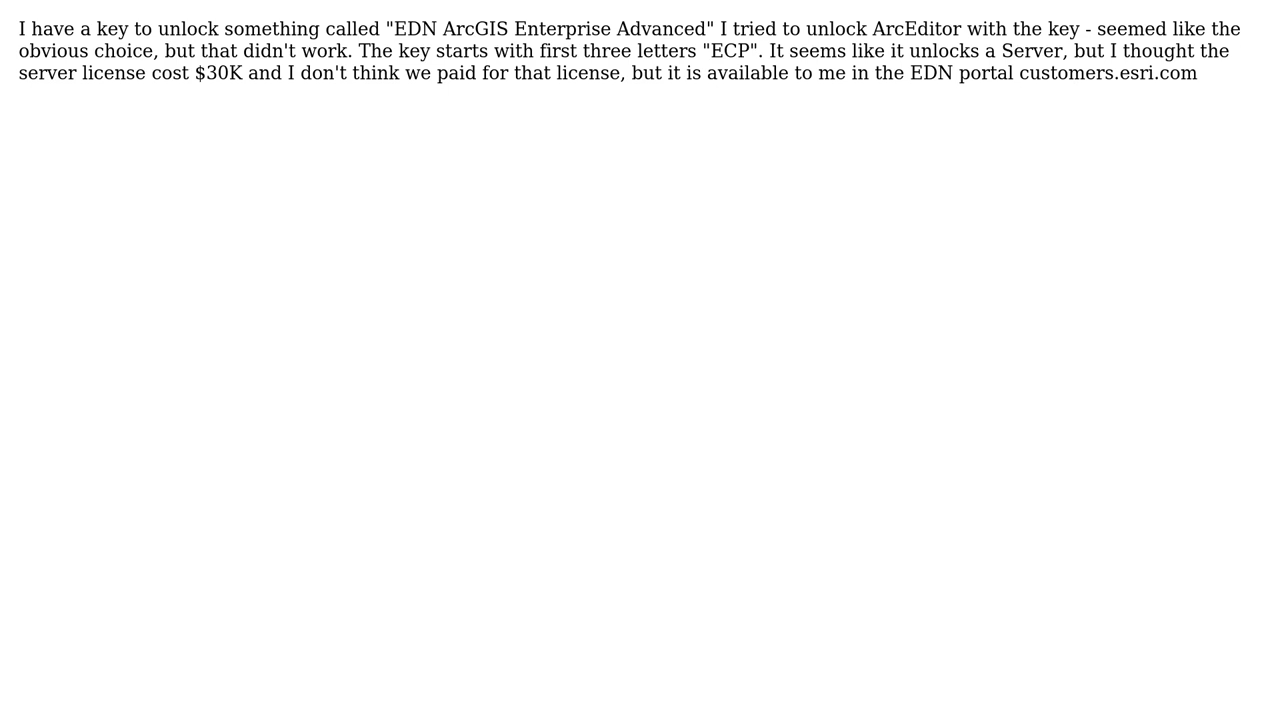 I have a key to unlock something called "EDN ArcGIS Enterprise Advanced" I tried to unlock ArcEditor with the key - seemed like the
obvious choice, but that didn't work. The key starts with first three letters "ECP". It seems like it unlocks a Server, but I thought the
server license cost $30K and I don't think we paid for that license, but it is available to me in the EDN portal customers.esri.com